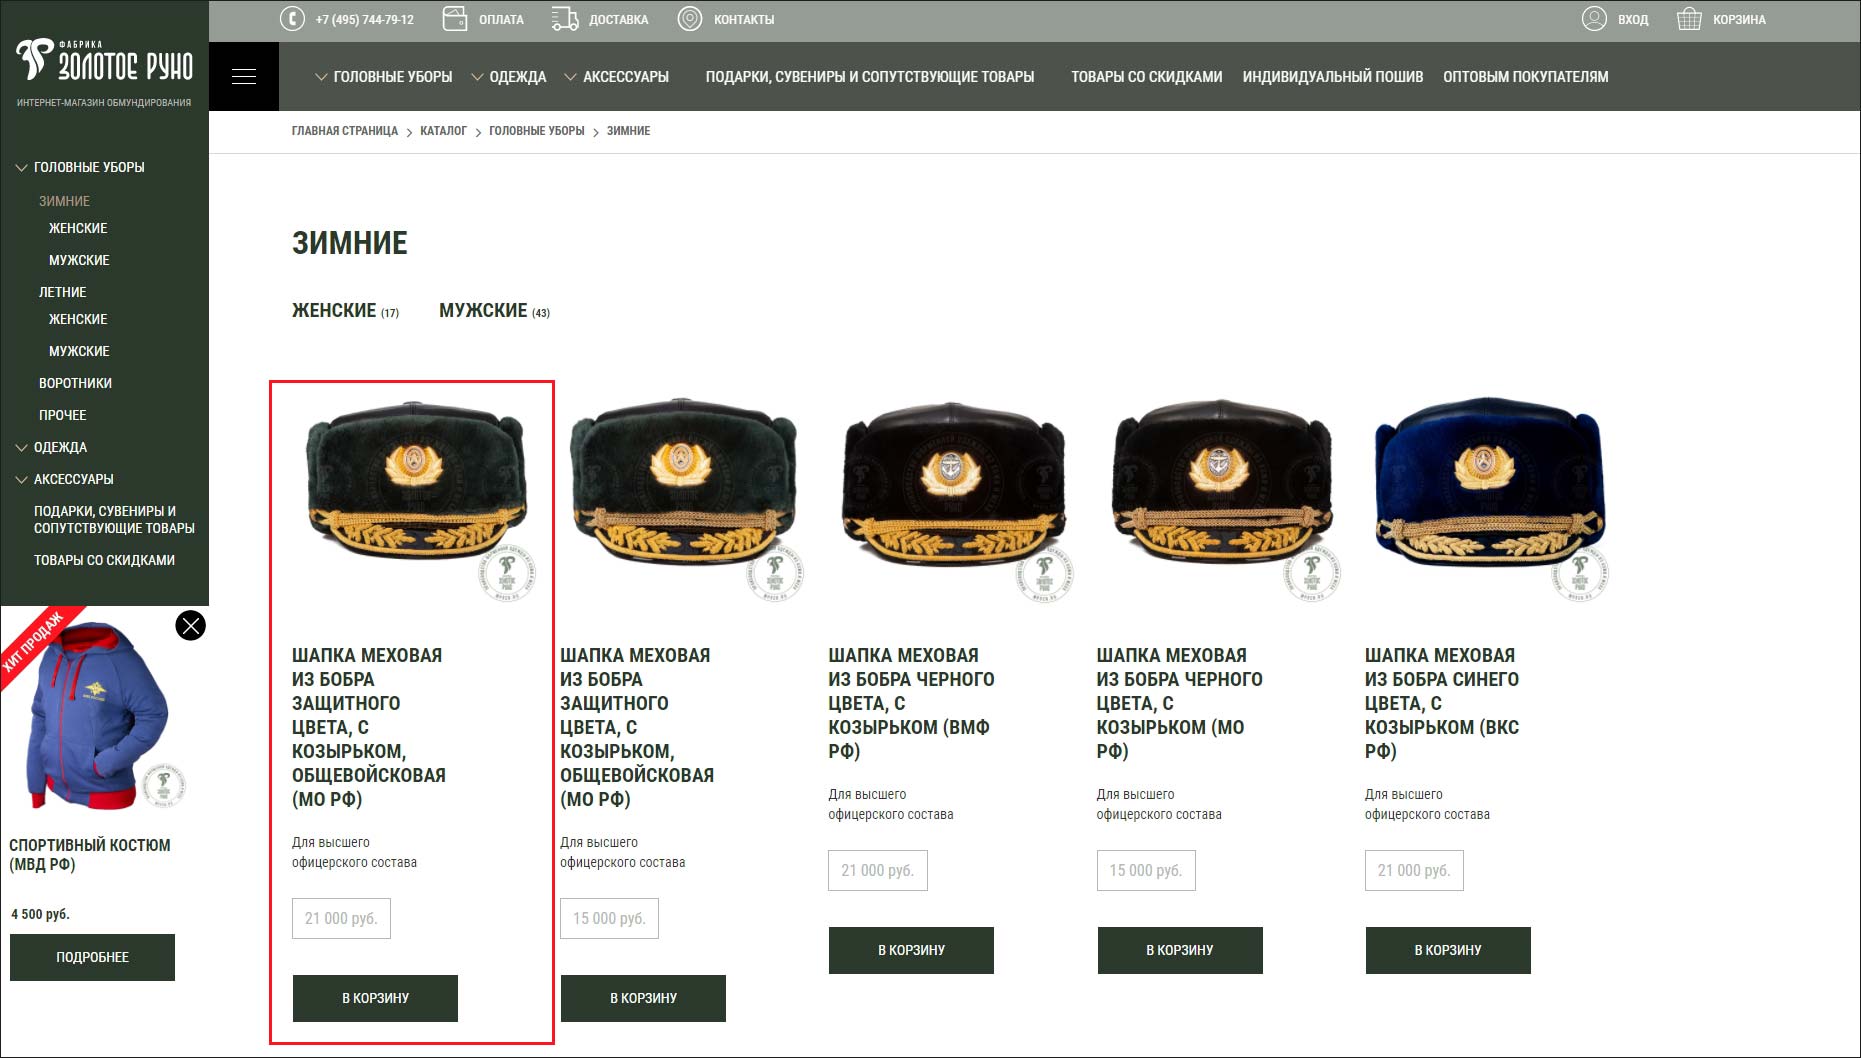 +7 (495) 744-79-12
ОПЛАТА
ДОСТАВКА
КОНТАКТЫ
ВХОД
КОРЗИНА
ФАБРИКА
ЗОЛОТОЕ РУНО
ИНТЕРНЕТ-МАГАЗИН ОБМУНДИРОВАНИЯ
ГОЛОВНЫЕ УБОРЫ
ОДЕЖДА
АКСЕССУАРЫ
ПОДАРКИ, СУВЕНИРЫ И СОПУТСТВУЮЩИЕ ТОВАРЫ
ТОВАРЫ СО СКИДКАМИ
ИНДИВИДУАЛЬНЫЙ ПОШИВ
ОПТОВЫМ ПОКУПАТЕЛЯМ
ГЛАВНАЯ СТРАНИЦА
КАТАЛОГ
ГОЛОВНЫЕ УБОРЫ
ЗИМНИЕ
ГОЛОВНЫЕ УБОРЫ
ЗИМНИЕ
ЖЕНСКИЕ
МУЖСКИЕ
ЛЕТНИЕ
ЖЕНСКИЕ
МУЖСКИЕ
ВОРОТНИКИ
ПРОЧЕЕ
ОДЕЖДА
АКСЕССУАРЫ
ПОДАРКИ, СУВЕНИРЫ И
СОПУТСТВУЮЩИЕ ТОВАРЫ
ТОВАРЫ СО СКИДКАМИ
ХИТ ПРОДАЖ
СПОРТИВНЫЙ КОСТЮМ
(МВД РФ)
4 500 руб.
ПОДРОБНЕЕ
ЗИМНИЕ
ЖЕНСКИЕ (17)
МУЖСКИЕ (43)
ШАПКА МЕХОВАЯ
ИЗ БОБРА
ЗАЩИТНОГО
ЦВЕТА, С
КОЗЫРЬКОМ,
ОБЩЕВОЙСКОВАЯ
(МО РФ)
Для высшего
офицерского состава
21 000 руб.
В КОРЗИНУ
ШАПКА МЕХОВАЯ
ИЗ БОБРА
ЗАЩИТНОГО
ЦВЕТА, С
КОЗЫРЬКОМ,
ОБЩЕВОЙСКОВАЯ
(МО РФ)
Для высшего
офицерского состава
15 000 руб.
В КОРЗИНУ
ШАПКА МЕХОВАЯ
ИЗ БОБРА ЧЕРНОГО
ЦВЕТА, С
КОЗЫРЬКОМ (ВМФ
РФ)
Для высшего
офицерского состава
21 000 руб.
В КОРЗИНУ
ШАПКА МЕХОВАЯ
ИЗ БОБРА ЧЕРНОГО
ЦВЕТА, С
КОЗЫРЬКОМ (МО
РФ)
Для высшего
офицерского состава
15 000 руб.
В КОРЗИНУ
ШАПКА МЕХОВАЯ
ИЗ БОБРА СИНЕГО
ЦВЕТА, С
КОЗЫРЬКОМ (ВКС
РФ)
Для высшего
офицерского состава
21 000 руб.
В КОРЗИНУ